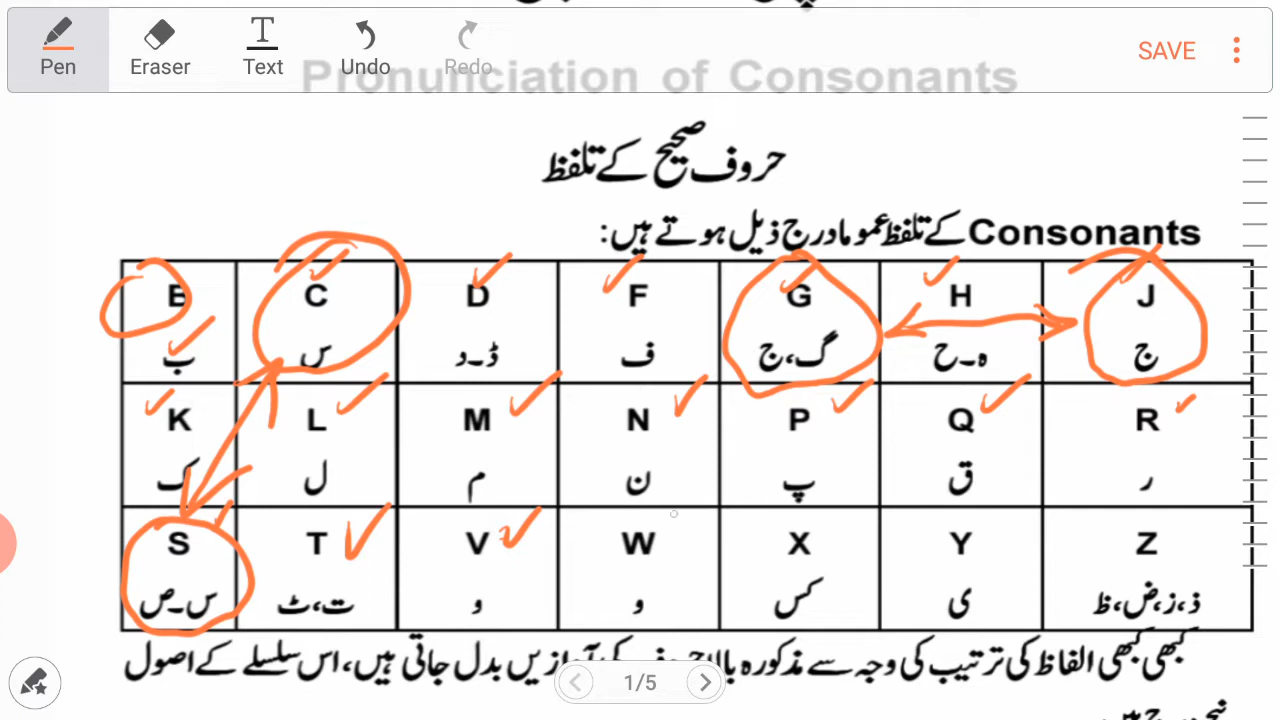 Pen Eraser Text Undo Redo SAVE
Pronunciation of Consonants
حروف صحیح کے تلفظ
Consonants کے تلفظ عموما درج ذیل ہوتے ہیں:
B C D F G H J
ب س ڈ۔د ف گ، ج ہ۔ح ج
K L M N P Q R
ک ل م ن پ ق ر
S T V W X Y Z
س۔ص ت، ٹ و و کس ی ذ، ز، ض، ظ
کبھی کبھی الفاظ کی ترتیب کی وجہ سے مذکورہ بالا حروف کی آوازیں بدل جاتی ہیں، اس سلسلے کے اصول
1/5